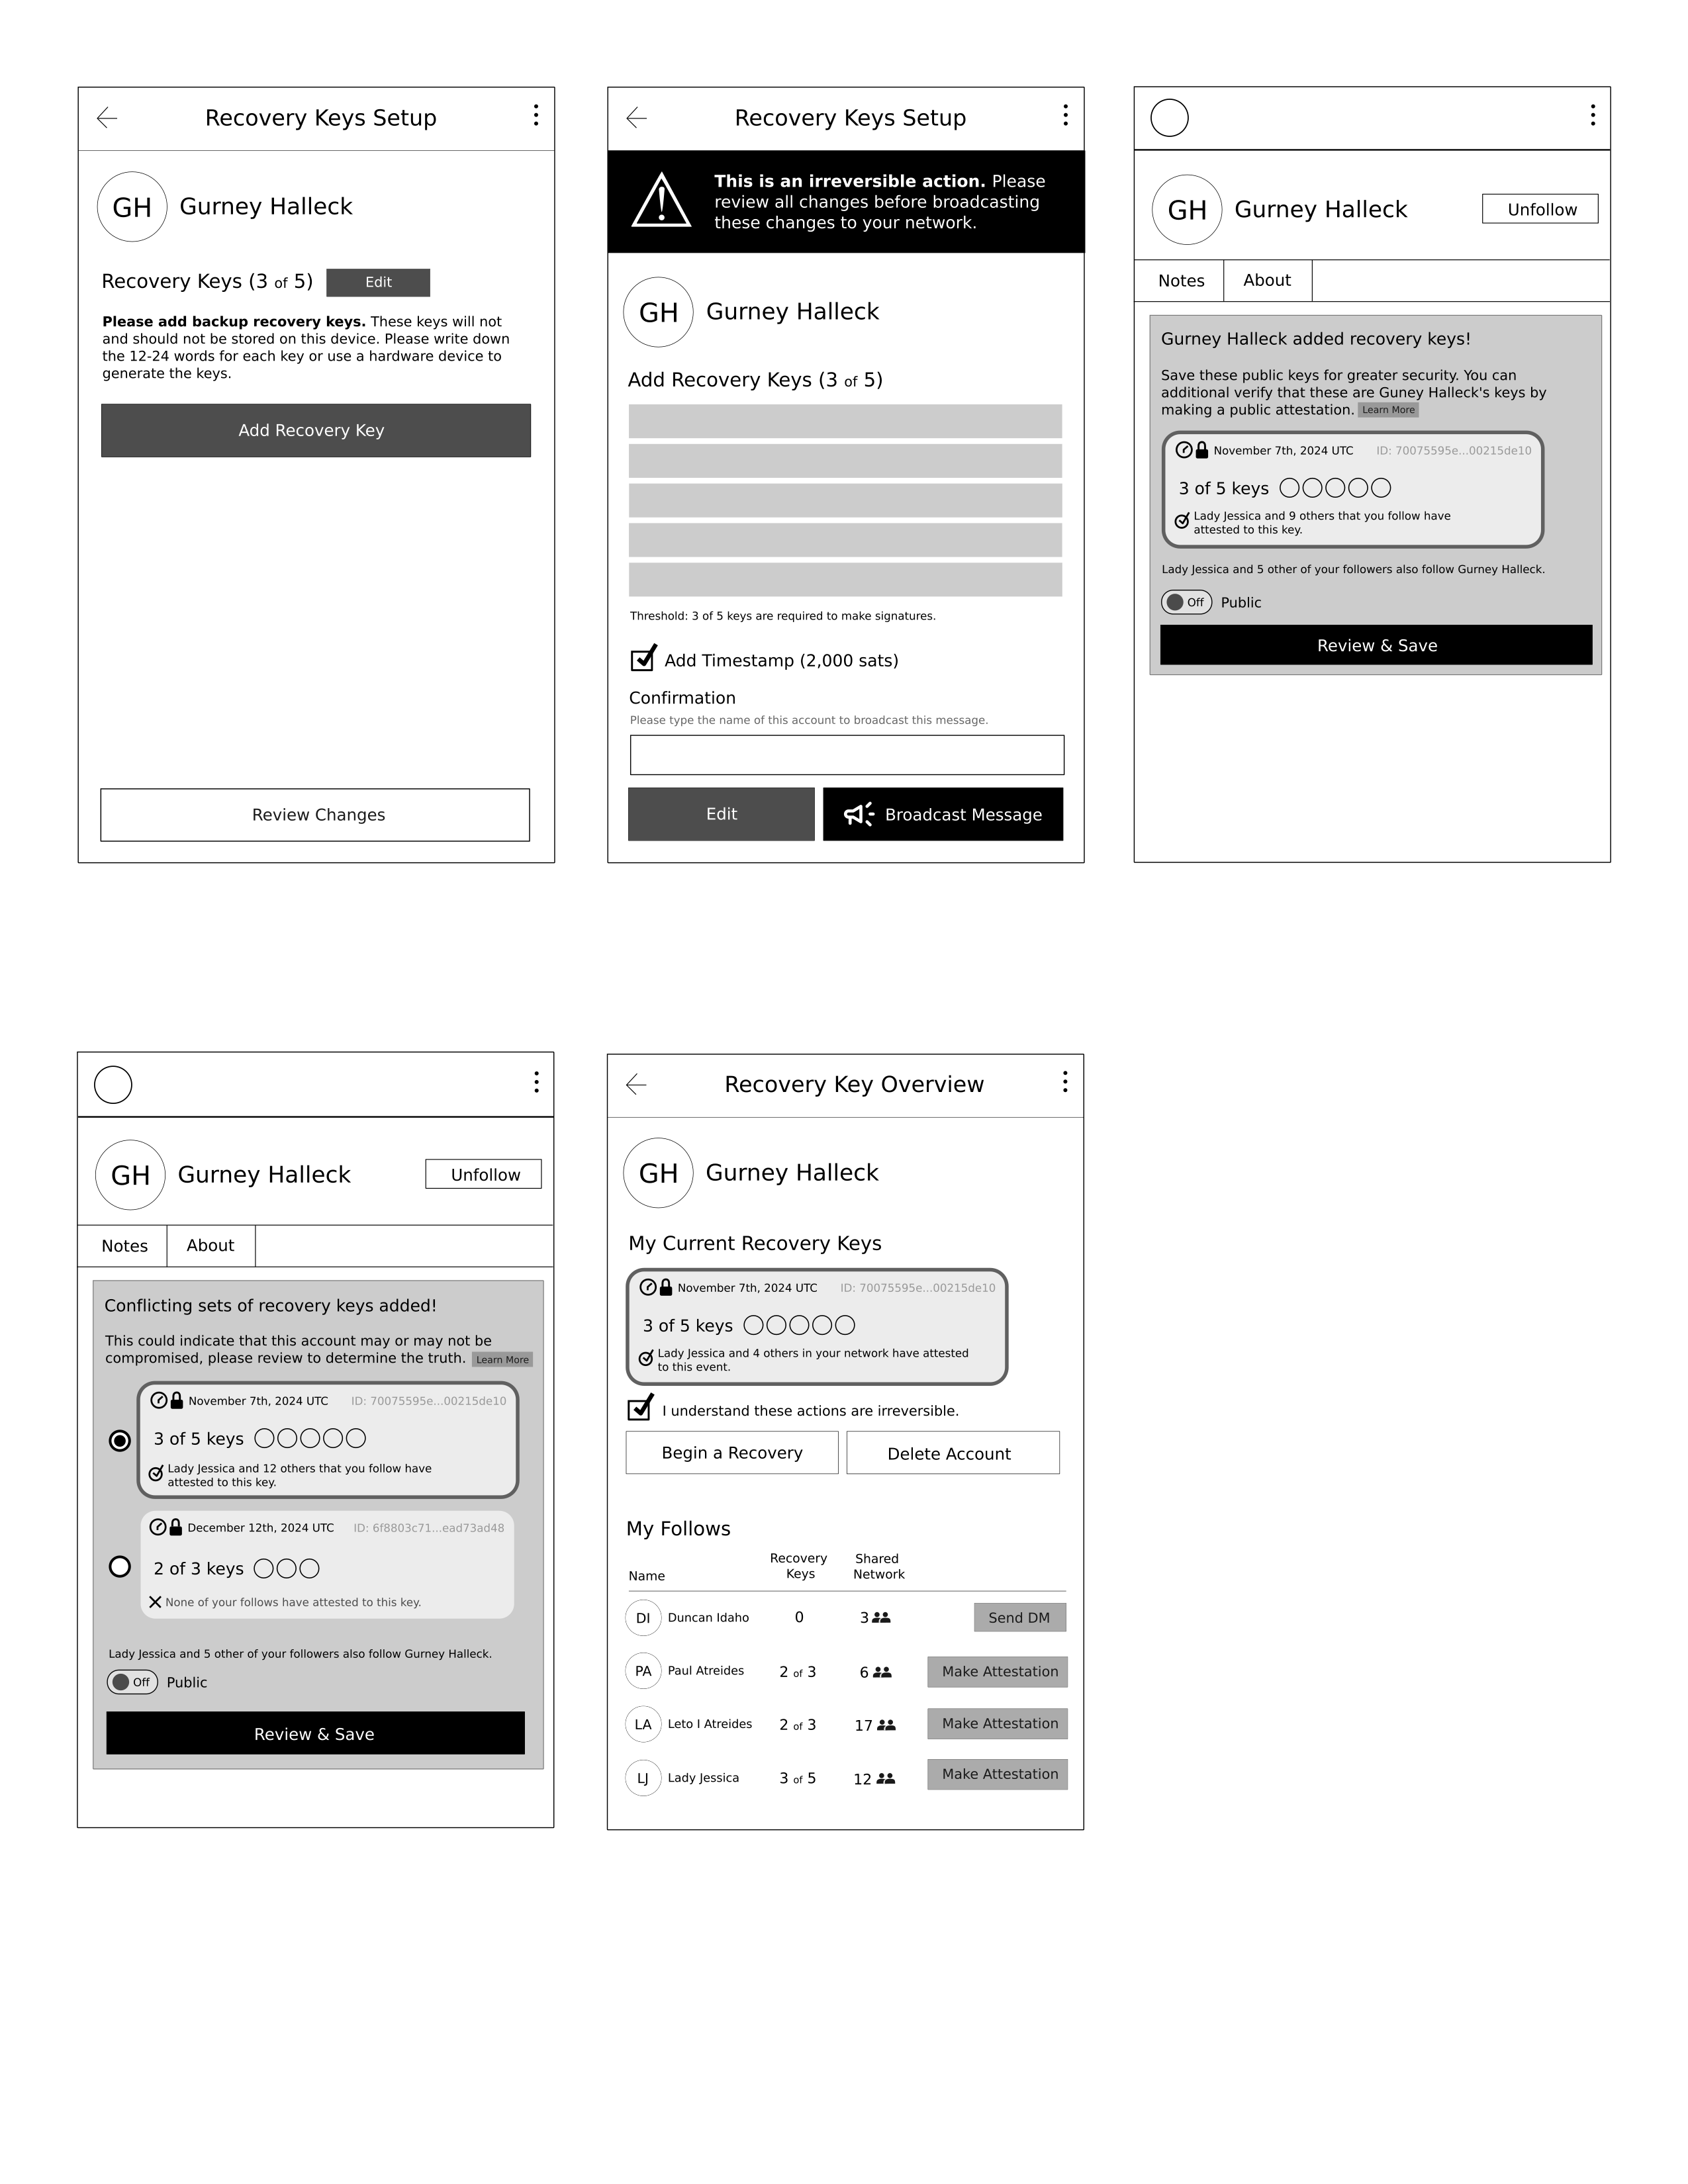 Recovery Keys Setup
GH Gurney Halleck
Recovery Keys (3 of 5) Edit
Please add backup recovery keys. These keys will not
and should not be stored on this device. Please write down
the 12-24 words for each key or use a hardware device to
generate the keys.
Add Recovery Key
Review Changes
Recovery Keys Setup
This is an irreversible action. Please
review all changes before broadcasting
these changes to your network.
GH Gurney Halleck
Add Recovery Keys (3 of 5)
Threshold: 3 of 5 keys are required to make signatures.
Add Timestamp (2,000 sats)
Confirmation
Please type the name of this account to broadcast this message.
Edit Broadcast Message
GH Gurney Halleck Unfollow
Notes About
Gurney Halleck added recovery keys!
Save these public keys for greater security. You can
additional verify that these are Guney Halleck's keys by
making a public attestation. Learn More
November 7th, 2024 UTC ID: 70075595e...00215de10
3 of 5 keys
Lady Jessica and 9 others that you follow have
attested to this key.
Lady Jessica and 5 other of your followers also follow Gurney Halleck.
Off Public
Review & Save
GH Gurney Halleck Unfollow
Notes About
Conflicting sets of recovery keys added!
This could indicate that this account may or may not be
compromised, please review to determine the truth. Learn More
November 7th, 2024 UTC ID: 70075595e...00215de10
3 of 5 keys
Lady Jessica and 12 others that you follow have
attested to this key.
December 12th, 2024 UTC ID: 6f8803c71...ead73ad48
2 of 3 keys
None of your follows have attested to this key.
Lady Jessica and 5 other of your followers also follow Gurney Halleck.
Off Public
Review & Save
Recovery Key Overview
GH Gurney Halleck
My Current Recovery Keys
November 7th, 2024 UTC ID: 70075595e...00215de10
3 of 5 keys
Lady Jessica and 4 others in your network have attested
to this event.
I understand these actions are irreversible.
Begin a Recovery Delete Account
My Follows
Name Recovery Keys Shared Network
DI Duncan Idaho 0 3 Send DM
PA Paul Atreides 2 of 3 6 Make Attestation
LA Leto I Atreides 2 of 3 17 Make Attestation
LJ Lady Jessica 3 of 5 12 Make Attestation